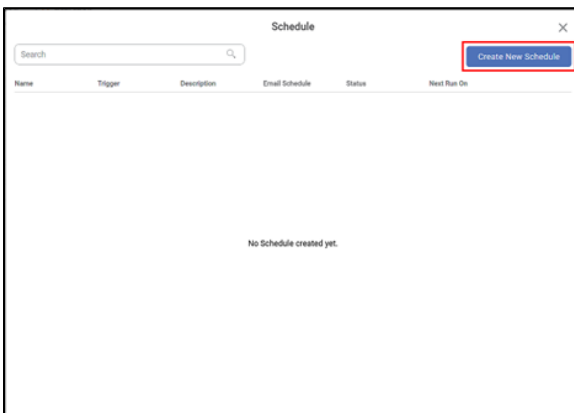 Schedule
Search
Create New Schedule
Name Trigger Description Email Schedule Status Next Run On
No Schedule created yet.